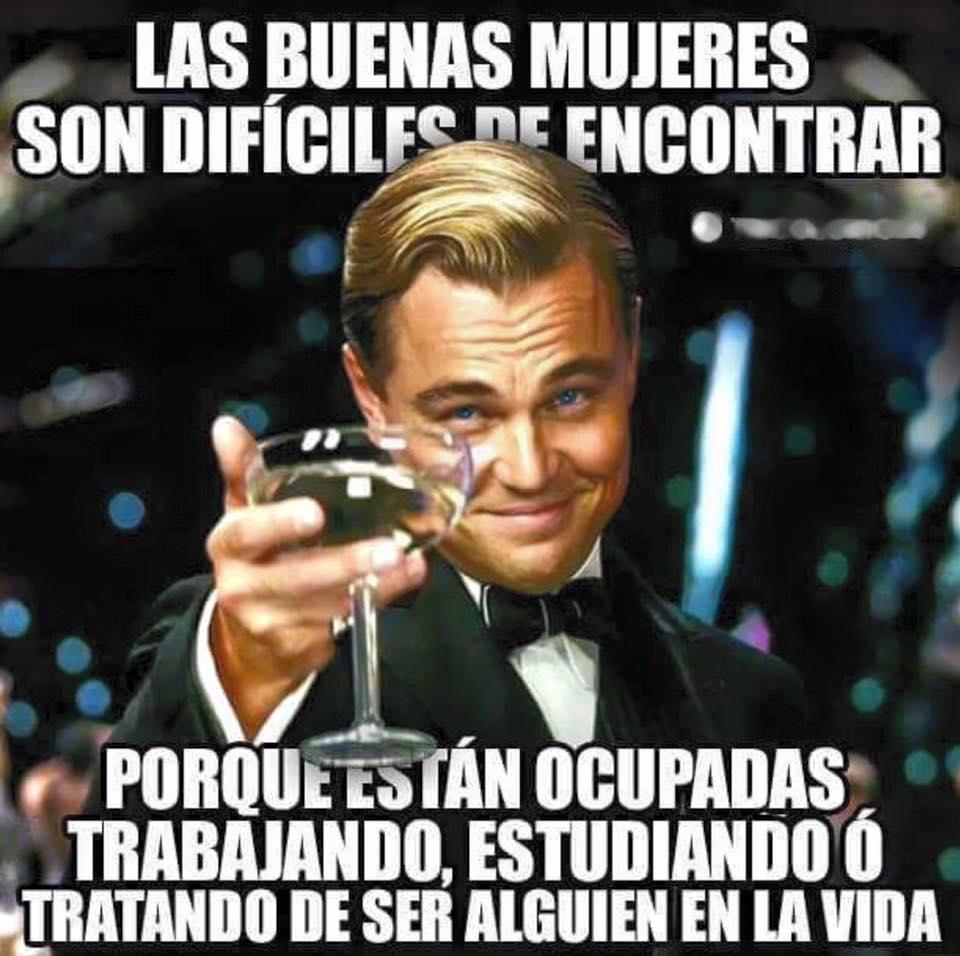 LAS BUENAS MUJERES
SON DIFÍCILES DE ENCONTRAR
PORQUE ESTÁN OCUPADAS
TRABAJANDO, ESTUDIANDO Ó
TRATANDO DE SER ALGUIEN EN LA VIDA